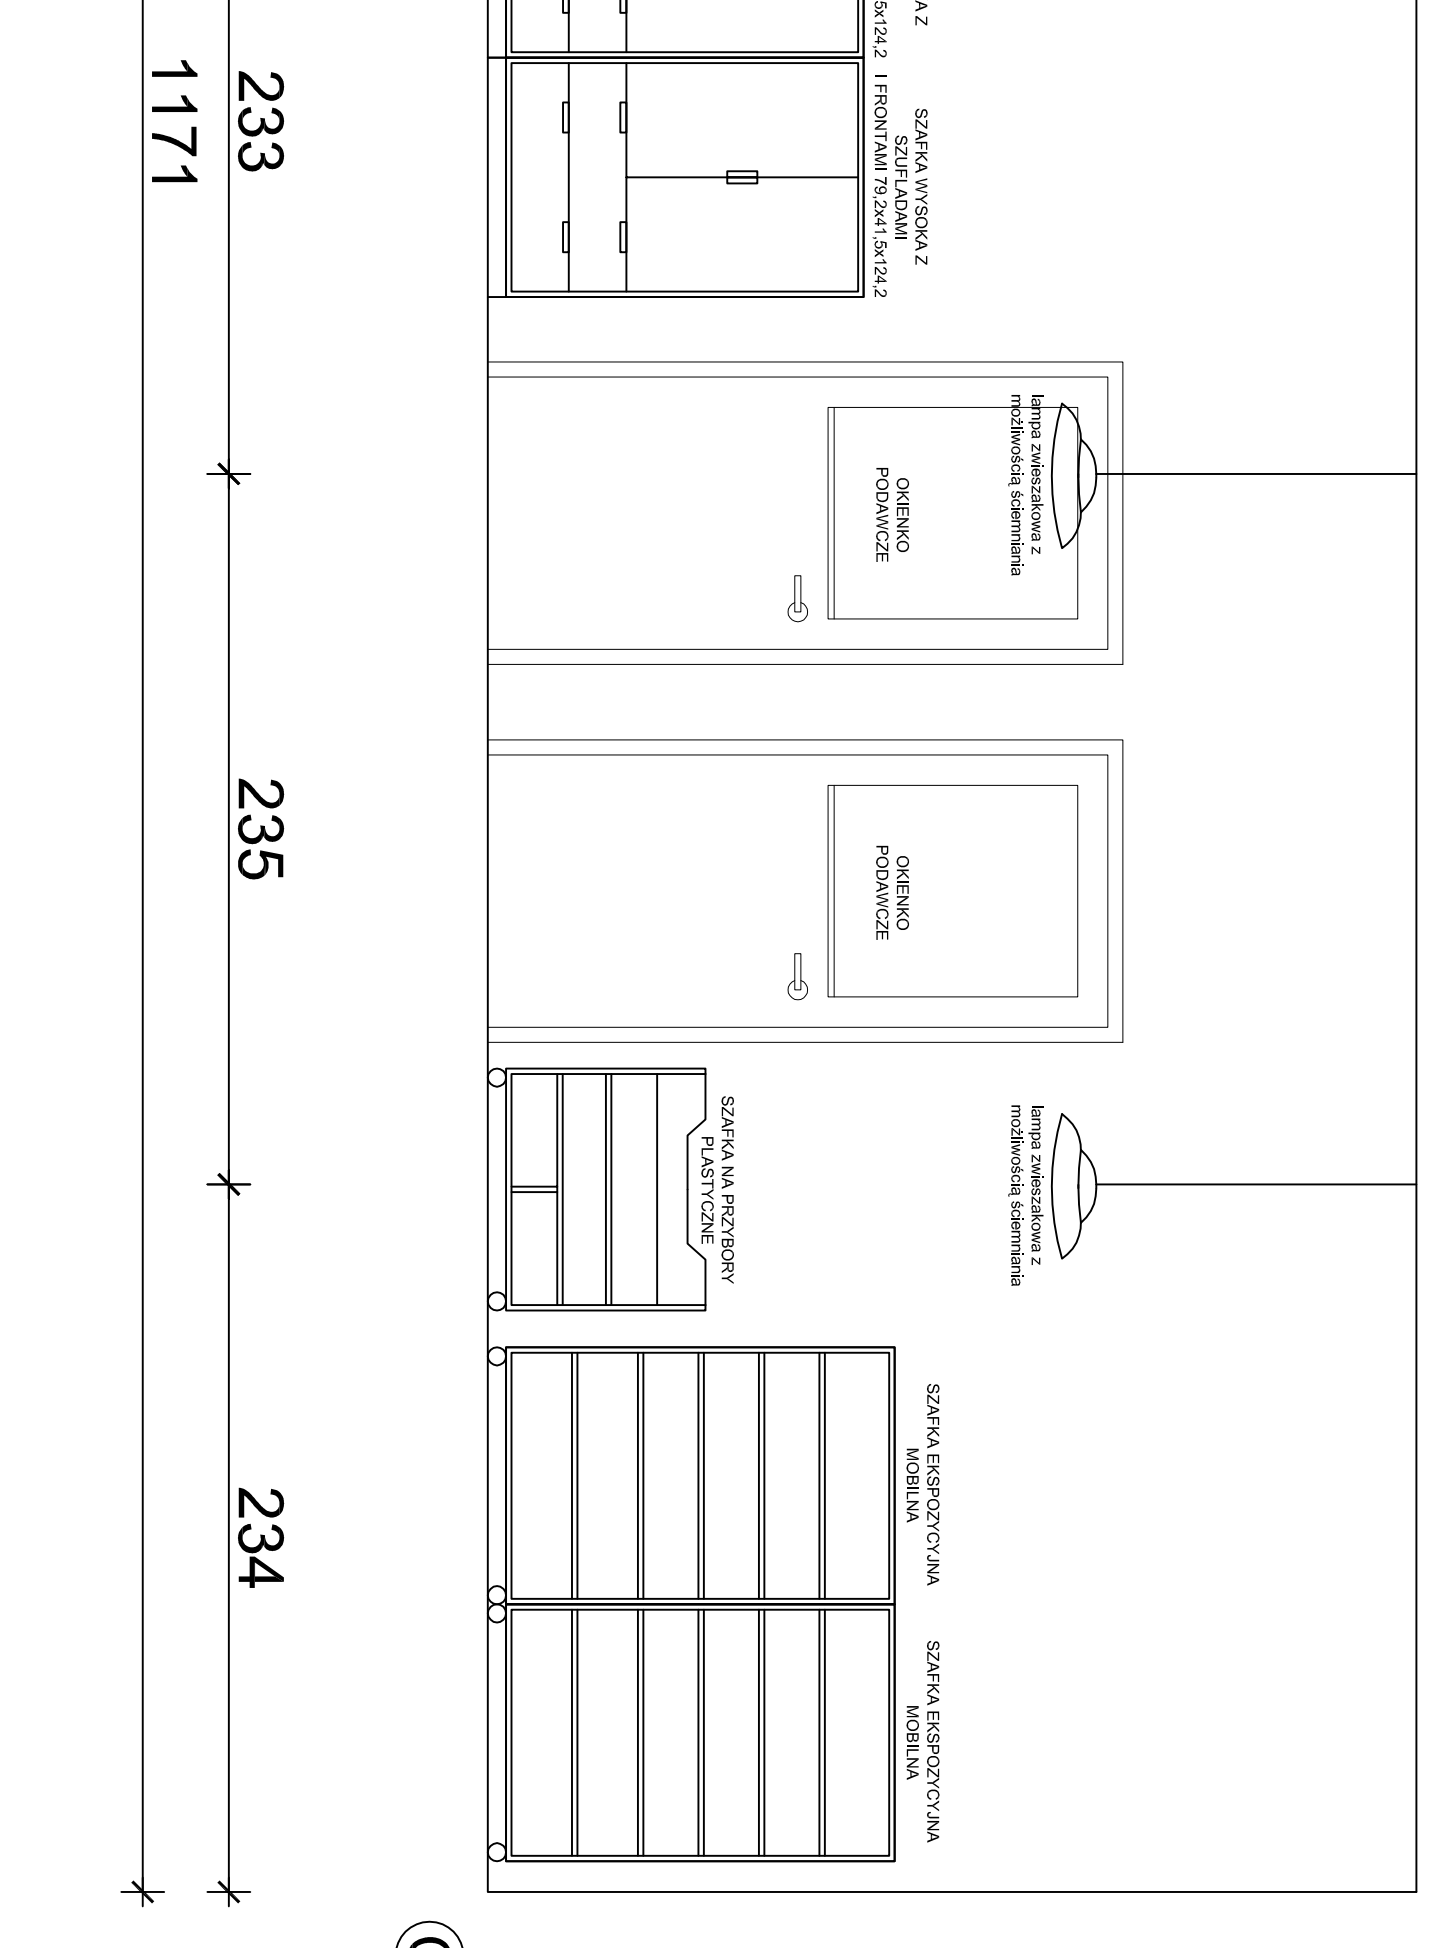 A Z
5x124,2
SZAFKA WYSOKA Z
SZUFLADAMI
I FRONTAMI 79,2x41,5x124,2
lampa zwieszakowa z
możliwością ściemniania
OKIENKO
PODAWCZE
OKIENKO
PODAWCZE
lampa zwieszakowa z
możliwością ściemniania
SZAFKA NA PRZYBORY
PLASTYCZNE
SZAFKA EKSPOZYCYJNA
MOBILNA
SZAFKA EKSPOZYCYJNA
MOBILNA
233
235
234
1171